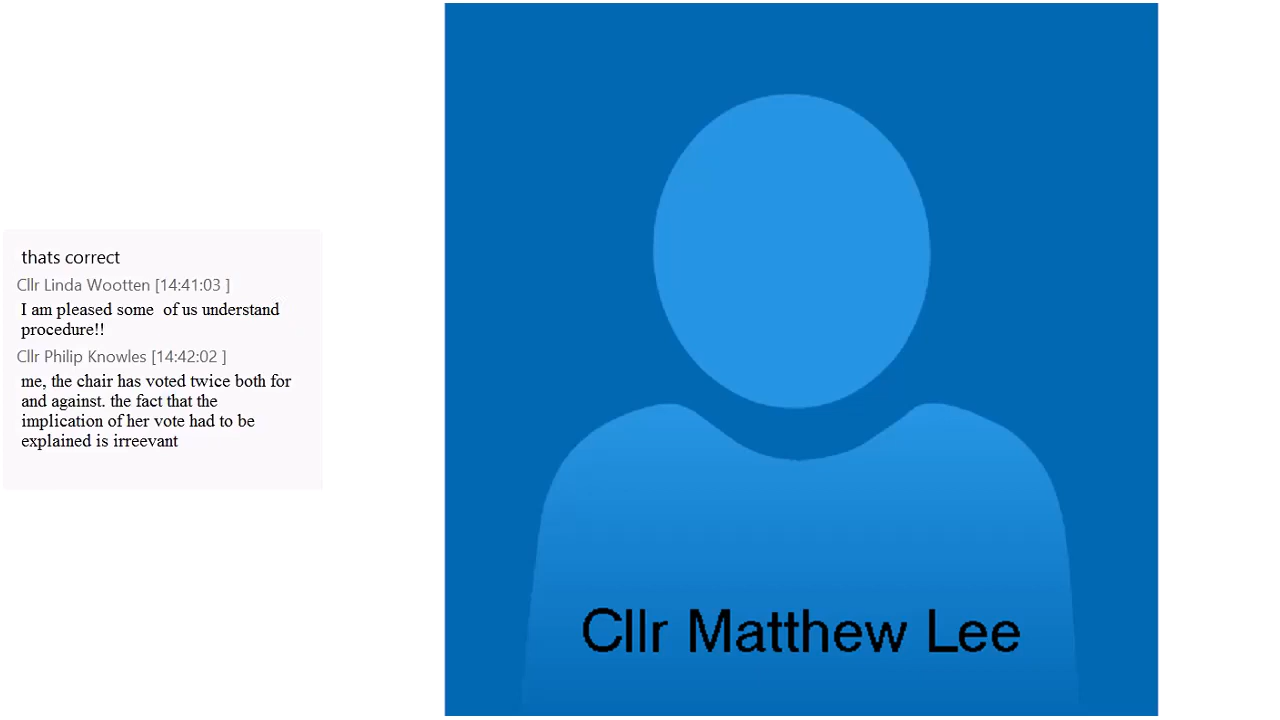 thats correct
Cllr Linda Wootten [14:41:03 ]
I am pleased some  of us understand
procedure!!
Cllr Philip Knowles [14:42:02 ]
me, the chair has voted twice both for
and against. the fact that the
implication of her vote had to be
explained is irreevant
Cllr Matthew Lee